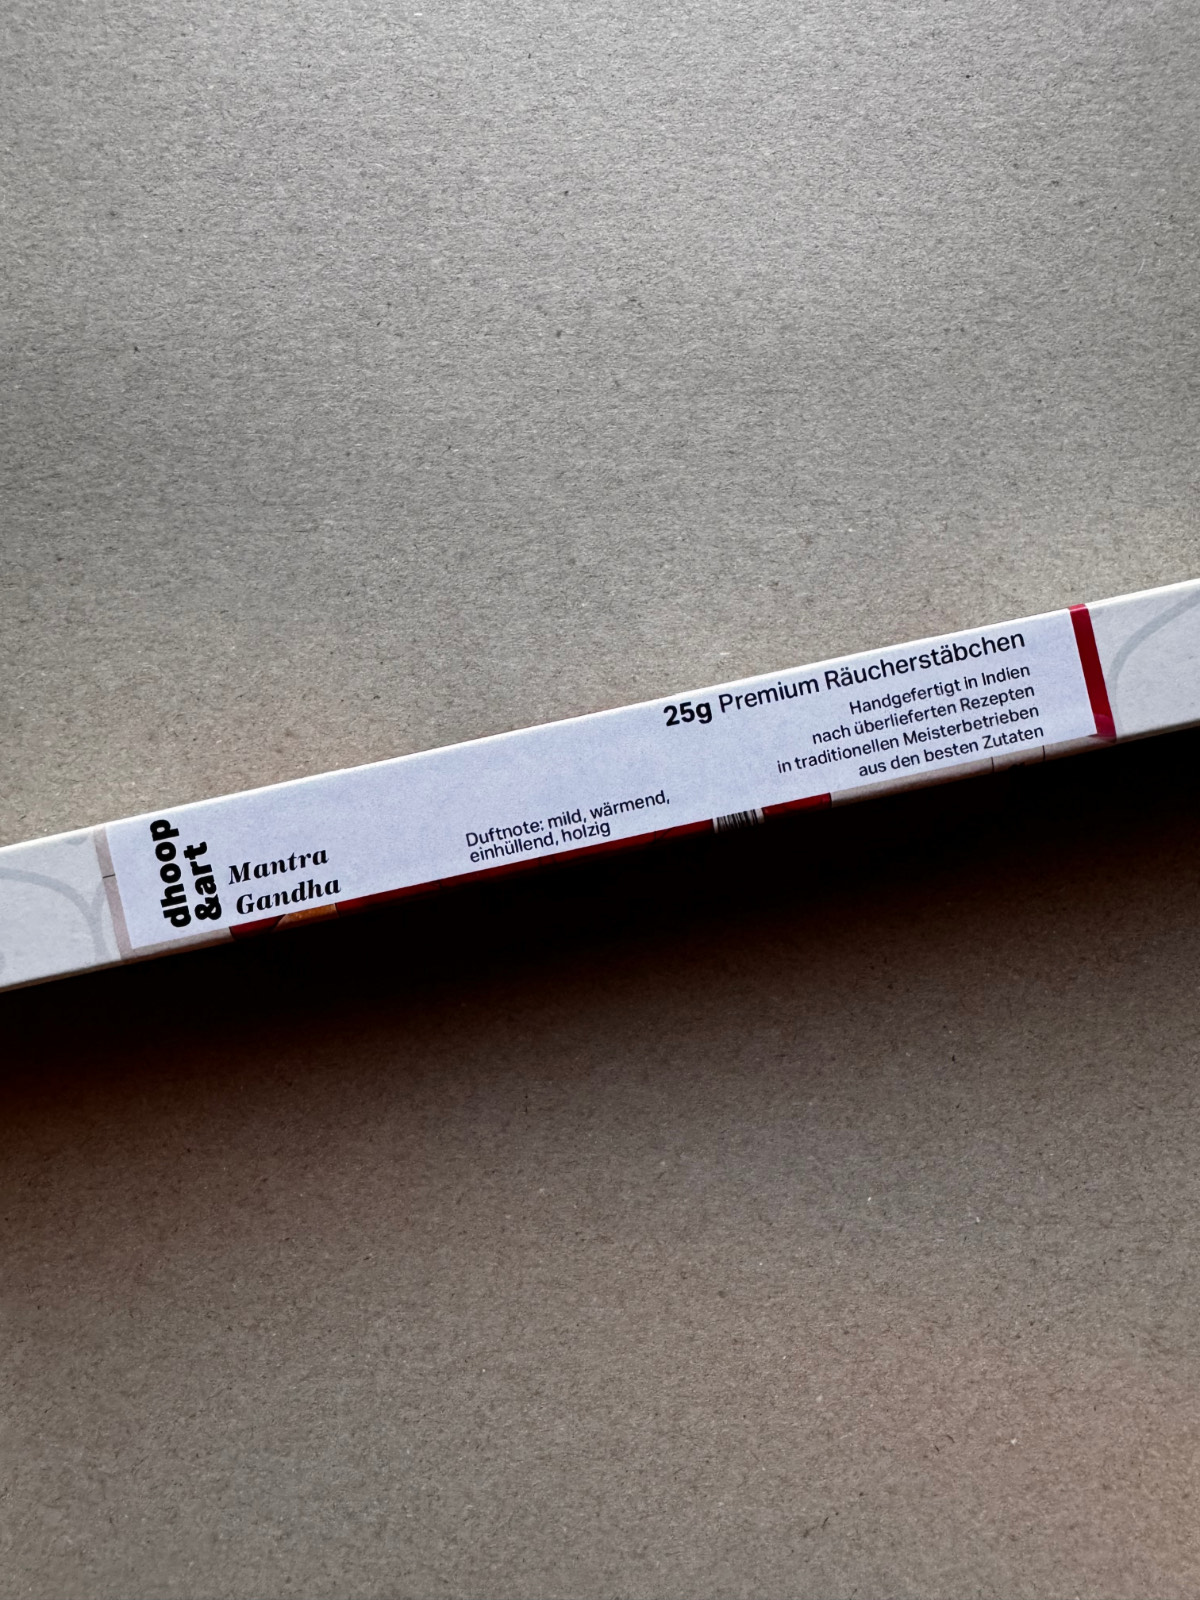 dhoop
&art
Mantra
Gandha
Duftnote: mild, wärmend,
einhüllend, holzig
25g Premium Räucherstäbchen
Handgefertigt in Indien
nach überlieferten Rezepten
in traditionellen Meisterbetrieben
aus den besten Zutaten